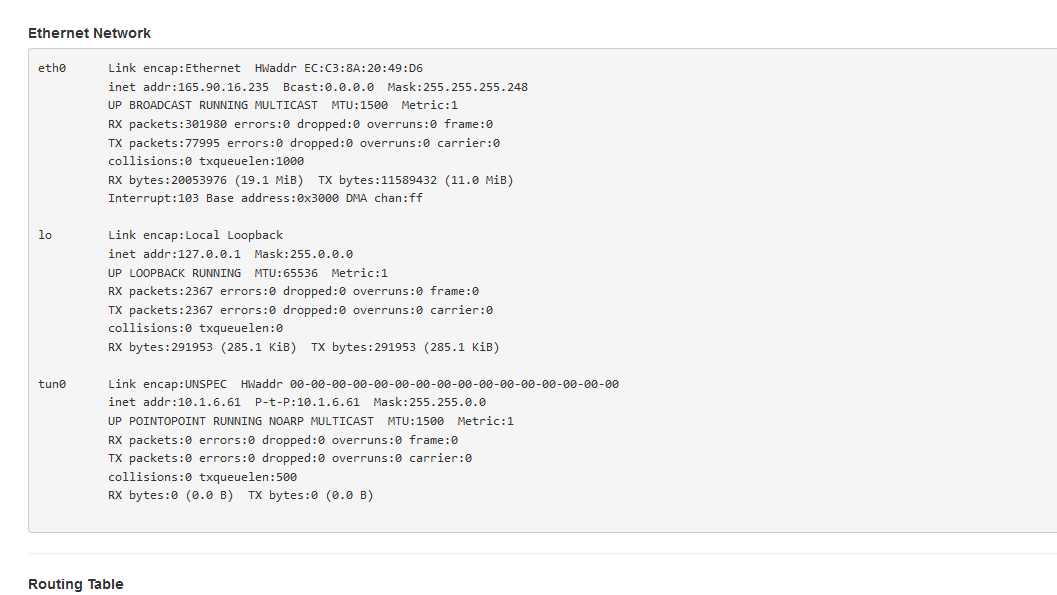 Ethernet Network
eth0      Link encap:Ethernet  HWaddr EC:C3:8A:20:49:D6
          inet addr:165.90.16.235  Bcast:0.0.0.0  Mask:255.255.255.248
          UP BROADCAST RUNNING MULTICAST  MTU:1500  Metric:1
          RX packets:301980 errors:0 dropped:0 overruns:0 frame:0
          TX packets:77995 errors:0 dropped:0 overruns:0 carrier:0
          collisions:0 txqueuelen:1000
          RX bytes:20053976 (19.1 MiB)  TX bytes:11589432 (11.0 MiB)
          Interrupt:103 Base address:0x3000 DMA chan:ff
lo        Link encap:Local Loopback
          inet addr:127.0.0.1  Mask:255.0.0.0
          UP LOOPBACK RUNNING  MTU:65536  Metric:1
          RX packets:2367 errors:0 dropped:0 overruns:0 frame:0
          TX packets:2367 errors:0 dropped:0 overruns:0 carrier:0
          collisions:0 txqueuelen:0
          RX bytes:291953 (285.1 KiB)  TX bytes:291953 (285.1 KiB)
tun0      Link encap:UNSPEC  HWaddr 00-00-00-00-00-00-00-00-00-00-00-00-00-00-00-00
          inet addr:10.1.6.61  P-t-P:10.1.6.61  Mask:255.255.0.0
          UP POINTOPOINT RUNNING NOARP MULTICAST  MTU:1500  Metric:1
          RX packets:0 errors:0 dropped:0 overruns:0 frame:0
          TX packets:0 errors:0 dropped:0 overruns:0 carrier:0
          collisions:0 txqueuelen:500
          RX bytes:0 (0.0 B)  TX bytes:0 (0.0 B)
Routing Table